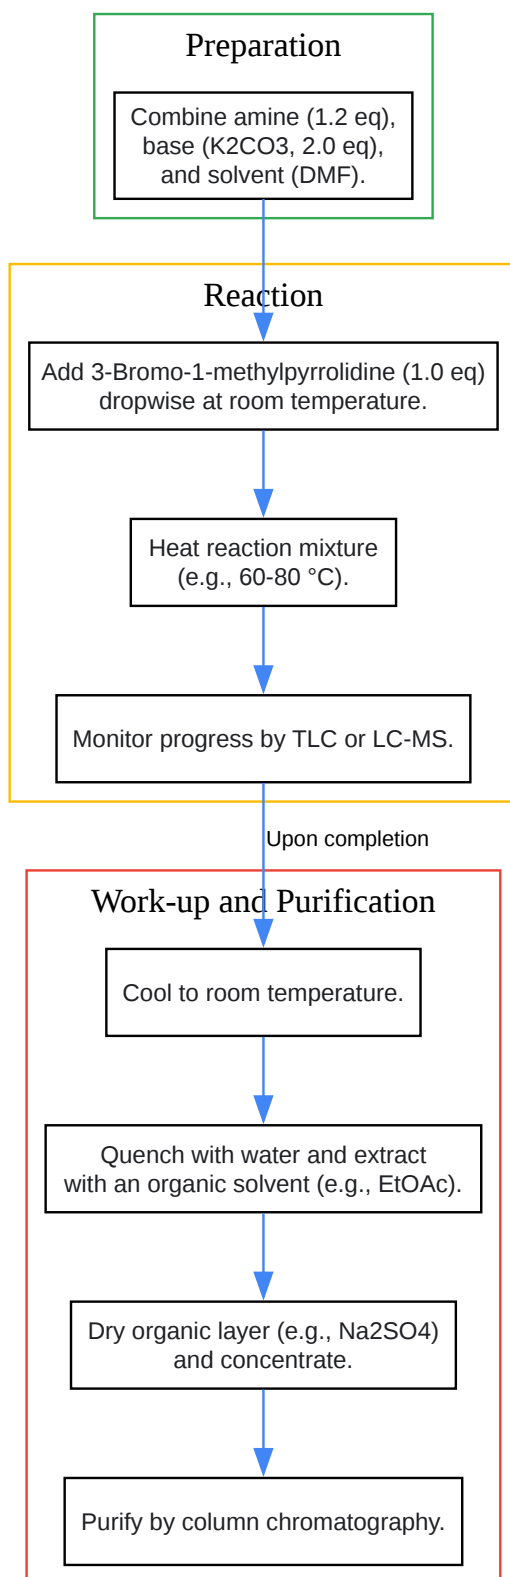 Preparation
Combine amine (1.2 eq),
base (K2CO3, 2.0 eq),
and solvent (DMF).
Reaction
Add 3-Bromo-1-methylpyrrolidine (1.0 eq)
dropwise at room temperature.
Heat reaction mixture
(e.g., 60-80 °C).
Monitor progress by TLC or LC-MS.
Upon completion
Work-up and Purification
Cool to room temperature.
Quench with water and extract
with an organic solvent (e.g., EtOAc).
Dry organic layer (e.g., Na2SO4)
and concentrate.
Purify by column chromatography.